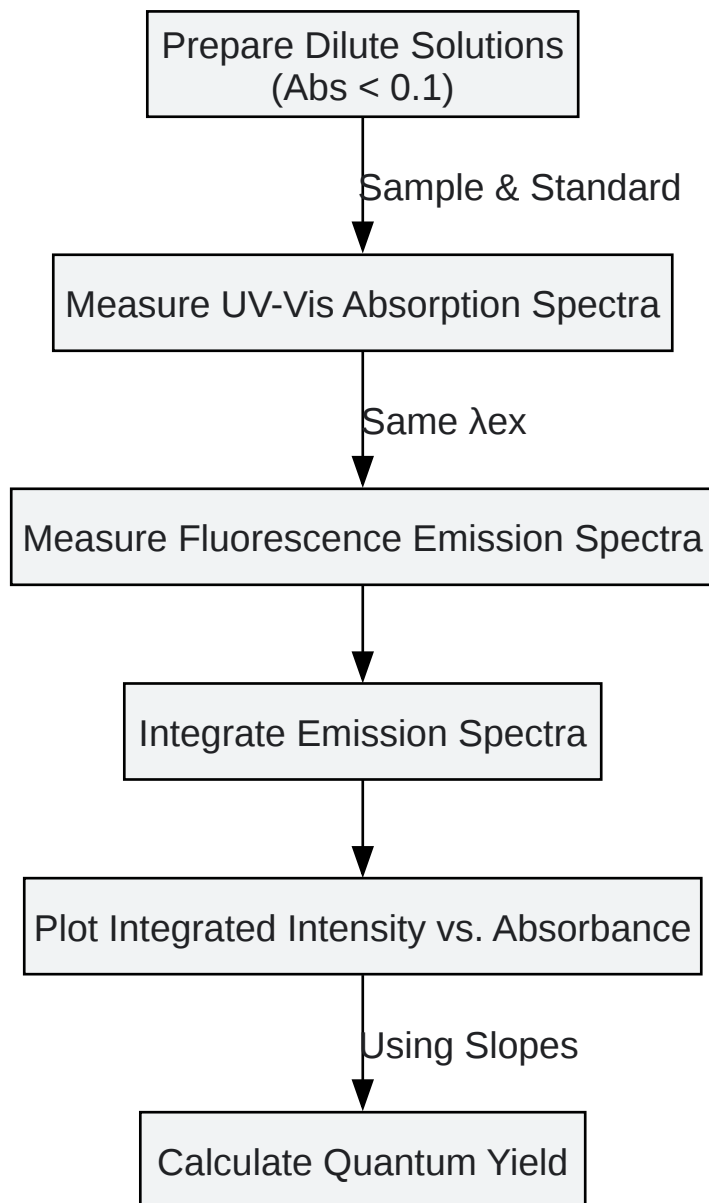 Prepare Dilute Solutions
(Abs < 0.1)
Sample & Standard
Measure UV-Vis Absorption Spectra
Same λex
Measure Fluorescence Emission Spectra
Integrate Emission Spectra
Plot Integrated Intensity vs. Absorbance
Using Slopes
Calculate Quantum Yield